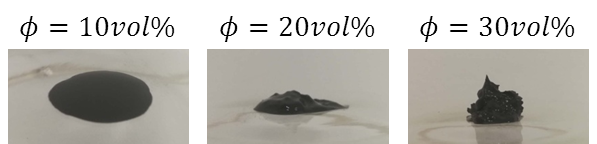 ϕ = 10vol% ϕ = 20vol% ϕ = 30vol%